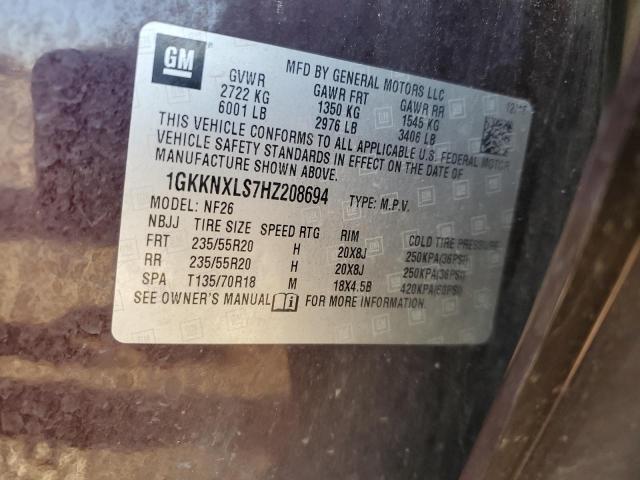 GM
MFD BY GENERAL MOTORS LLC
GVWR GAWR FRT GAWR RR
2722 KG 1350 KG 1545 KG
6001 LB 2976 LB 3406 LB
THIS VEHICLE CONFORMS TO ALL APPLICABLE U.S. FEDERAL MOTOR
VEHICLE SAFETY STANDARDS IN EFFECT ON THE DATE OF
MANUFACTURE SHOWN ABOVE.
1GKKNXLS7HZ208694 TYPE: M.P.V.
MODEL: NF26
NBJJ TIRE SIZE SPEED RTG RIM COLD TIRE PRESSURE
FRT 235/55R20 H 20X8J 250KPA(36PSI)
RR 235/55R20 H 20X8J 250KPA(36PSI)
SPA T135/70R18 M 18X4.5B 420KPA(60PSI)
SEE OWNER'S MANUAL FOR MORE INFORMATION.